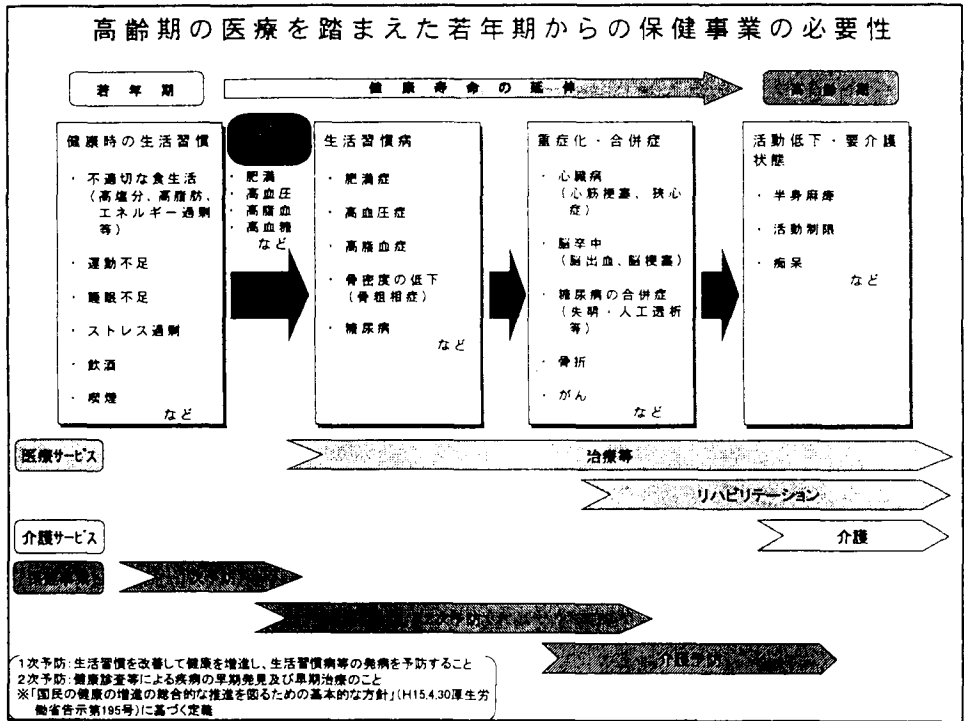 高齢期の医療を踏まえた若年期からの保健事業の必要性
若年期
健康寿命の延伸
健康時の生活習慣
・不適切な食生活
（高塩分、高脂肪、
エネルギー過剰
等）
・運動不足
・睡眠不足
・ストレス過剰
・飲酒
・喫煙
など
・肥満
・高血圧
・高脂血
・高血糖
など
生活習慣病
・肥満症
・高血圧症
・高脂血症
・骨密度の低下
（骨粗相症）
・糖尿病
など
重症化・合併症
・心臓病
（心筋梗塞、狭心
症）
・脳卒中
（脳出血、脳梗塞）
・糖尿病の合併症
（失明・人工透析
等）
・骨折
・がん
など
活動低下・要介護
状態
・半身麻痺
・活動制限
・痴呆
など
医療サービス
治療等
リハビリテーション
介護サービス
介護
介護予防
1次予防：生活習慣を改善して健康を増進し、生活習慣病等の発病を予防すること
2次予防：健康診査等による疾病の早期発見及び早期治療のこと
※「国民の健康の増進の総合的な推進を図るための基本的な方針」（H15.4.30厚生労
働省告示第195号）に基づく定義